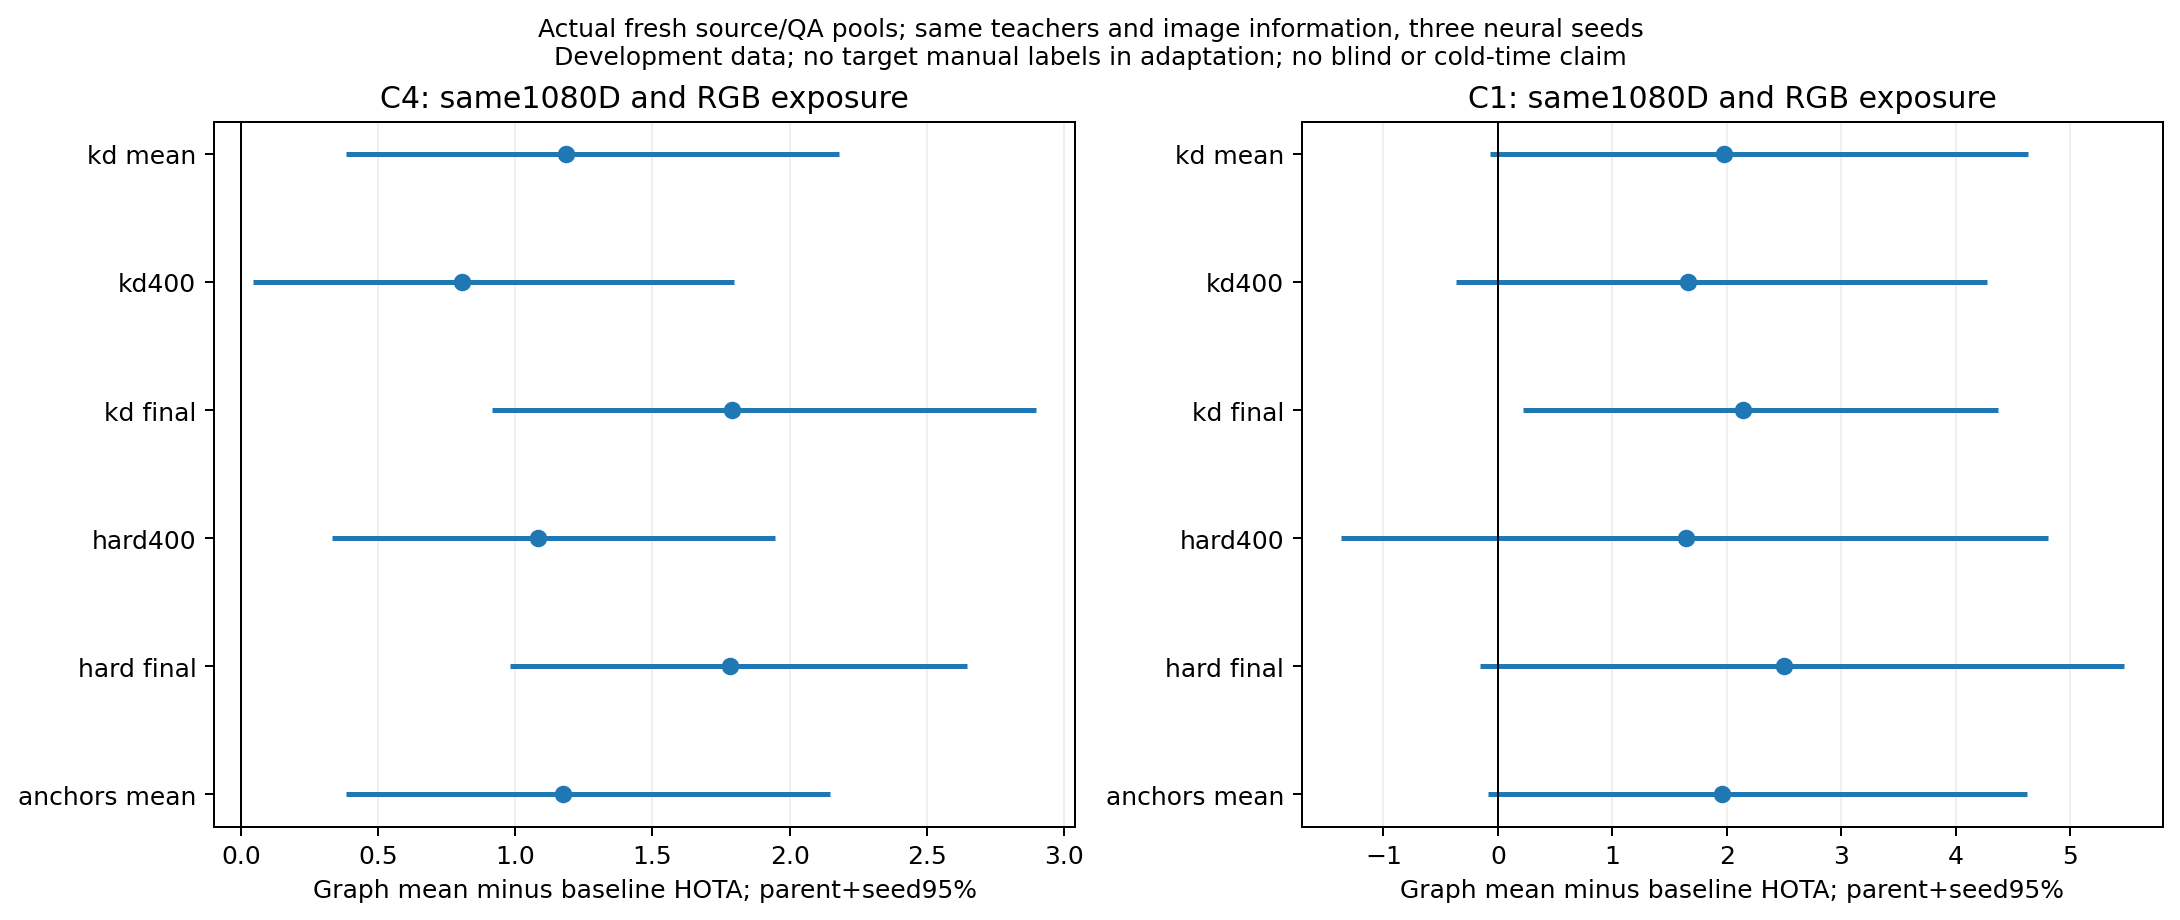 Actual fresh source/QA pools; same teachers and image information, three neural seeds
Development data; no target manual labels in adaptation; no blind or cold-time claim
C4: same1080D and RGB exposure
kd mean
kd400
kd final
hard400
hard final
anchors mean
0.0 0.5 1.0 1.5 2.0 2.5 3.0
Graph mean minus baseline HOTA; parent+seed95%
C1: same1080D and RGB exposure
kd mean
kd400
kd final
hard400
hard final
anchors mean
−1 0 1 2 3 4 5
Graph mean minus baseline HOTA; parent+seed95%